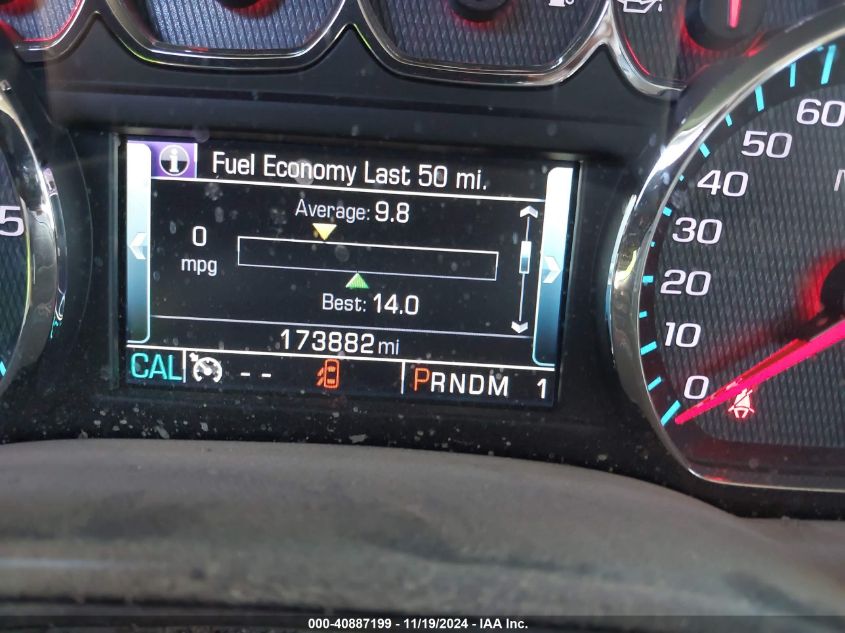 Fuel Economy Last 50 mi.
Average: 9.8
0
mpg
Best: 14.0
173882 mi
CAL -- PRNDM 1
5
0
10
20
30
40
50
60
000-40887199 - 11/19/2024 - IAA Inc.